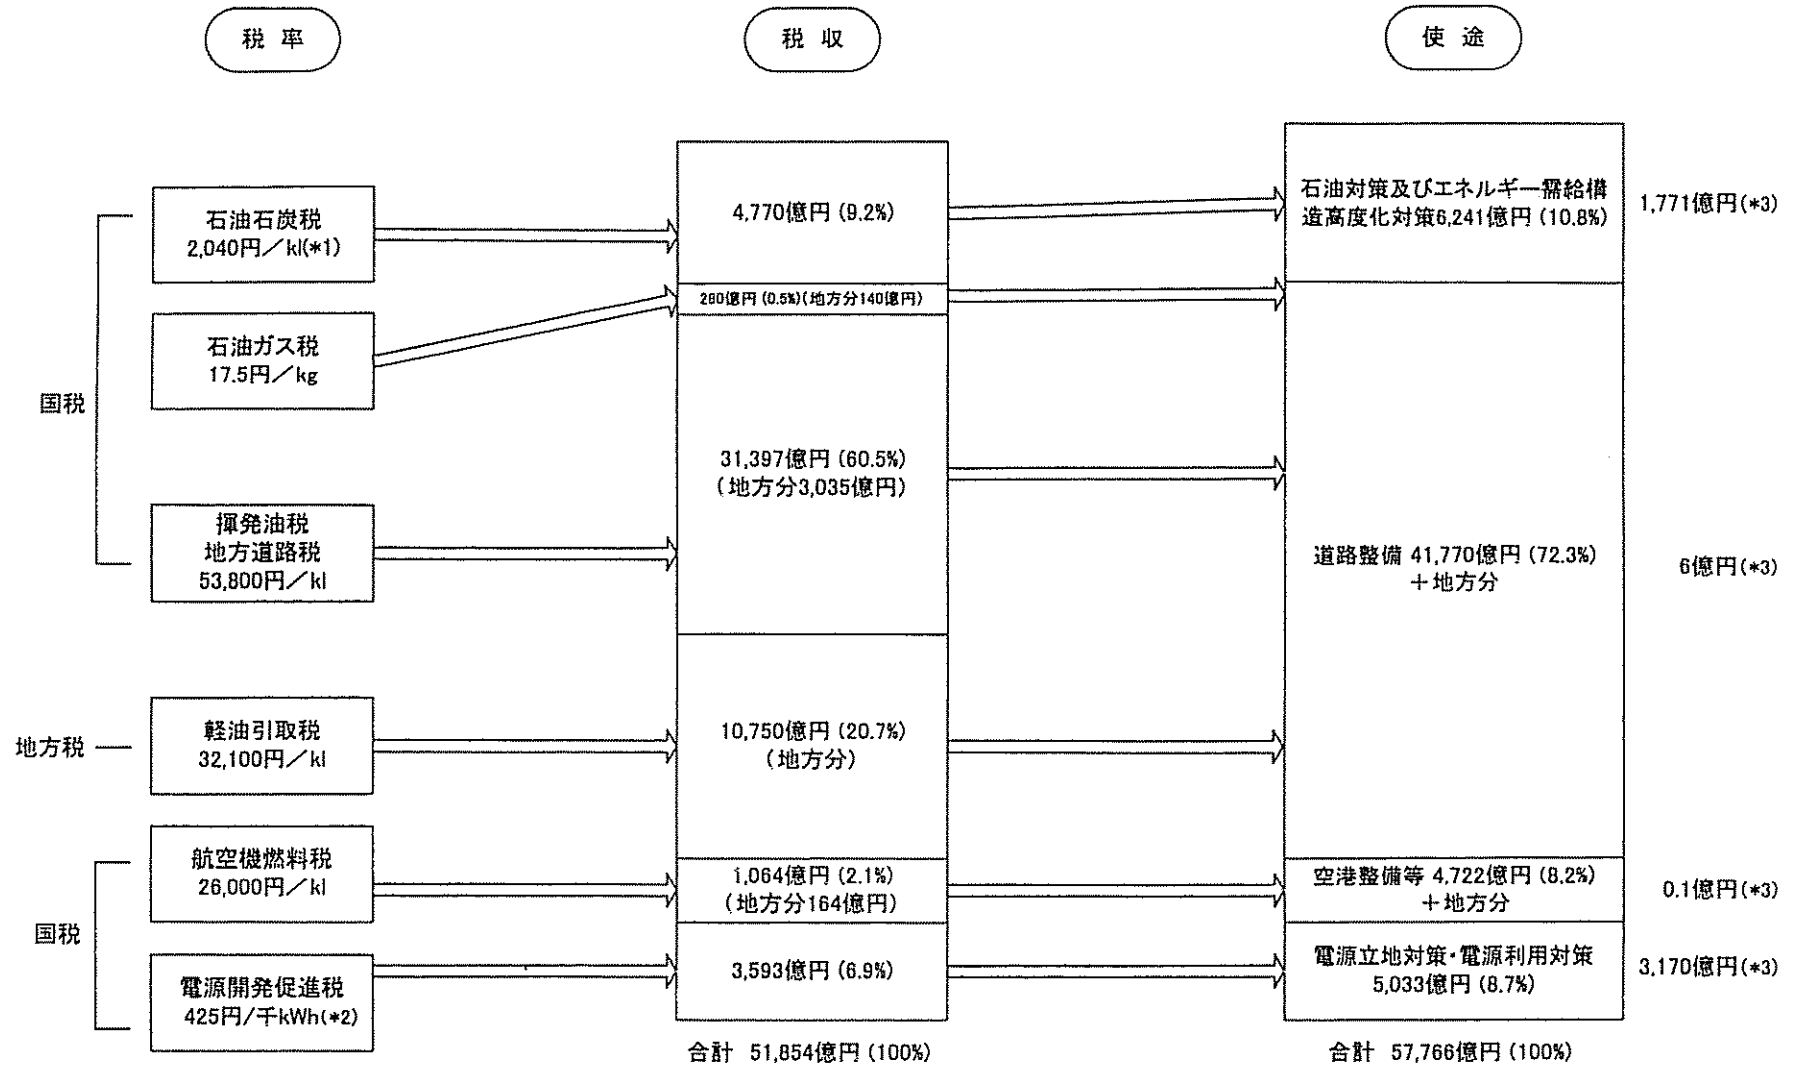 税 率
税 収
使 途
国税
石油石炭税
2,040円／kl(*1)
石油ガス税
17.5円／kg
揮発油税
地方道路税
53,800円／kl
地方税
軽油引取税
32,100円／kl
国税
航空機燃料税
26,000円／kl
電源開発促進税
425円/千kWh(*2)
4,770億円 (9.2%)
280億円 (0.5%)(地方分140億円)
31,397億円 (60.5%)
(地方分3,035億円)
10,750億円 (20.7%)
(地方分)
1,064億円 (2.1%)
(地方分164億円)
3,593億円 (6.9%)
合計 51,854億円 (100%)
石油対策及びエネルギー需給構
造高度化対策6,241億円 (10.8%)
道路整備 41,770億円 (72.3%)
＋地方分
空港整備等 4,722億円 (8.2%)
＋地方分
電源立地対策・電源利用対策
5,033億円 (8.7%)
合計 57,766億円 (100%)
1,771億円(*3)
6億円(*3)
0.1億円(*3)
3,170億円(*3)